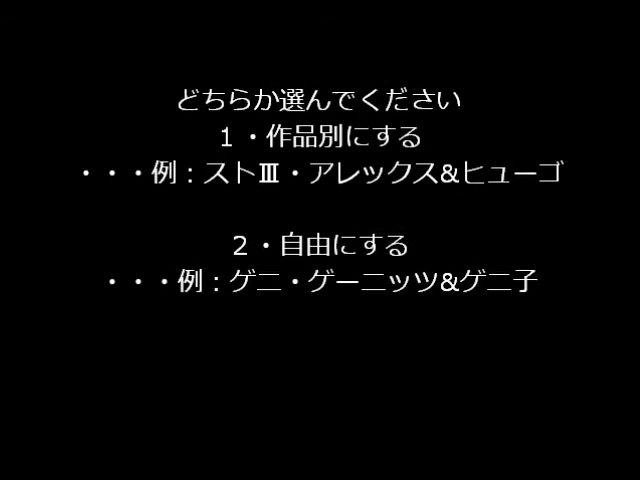 どちらか選んでください
１・作品別にする
・・・例：ストⅢ・アレックス&ヒューゴ
２・自由にする
・・・例：ゲニ・ゲーニッツ&ゲニ子